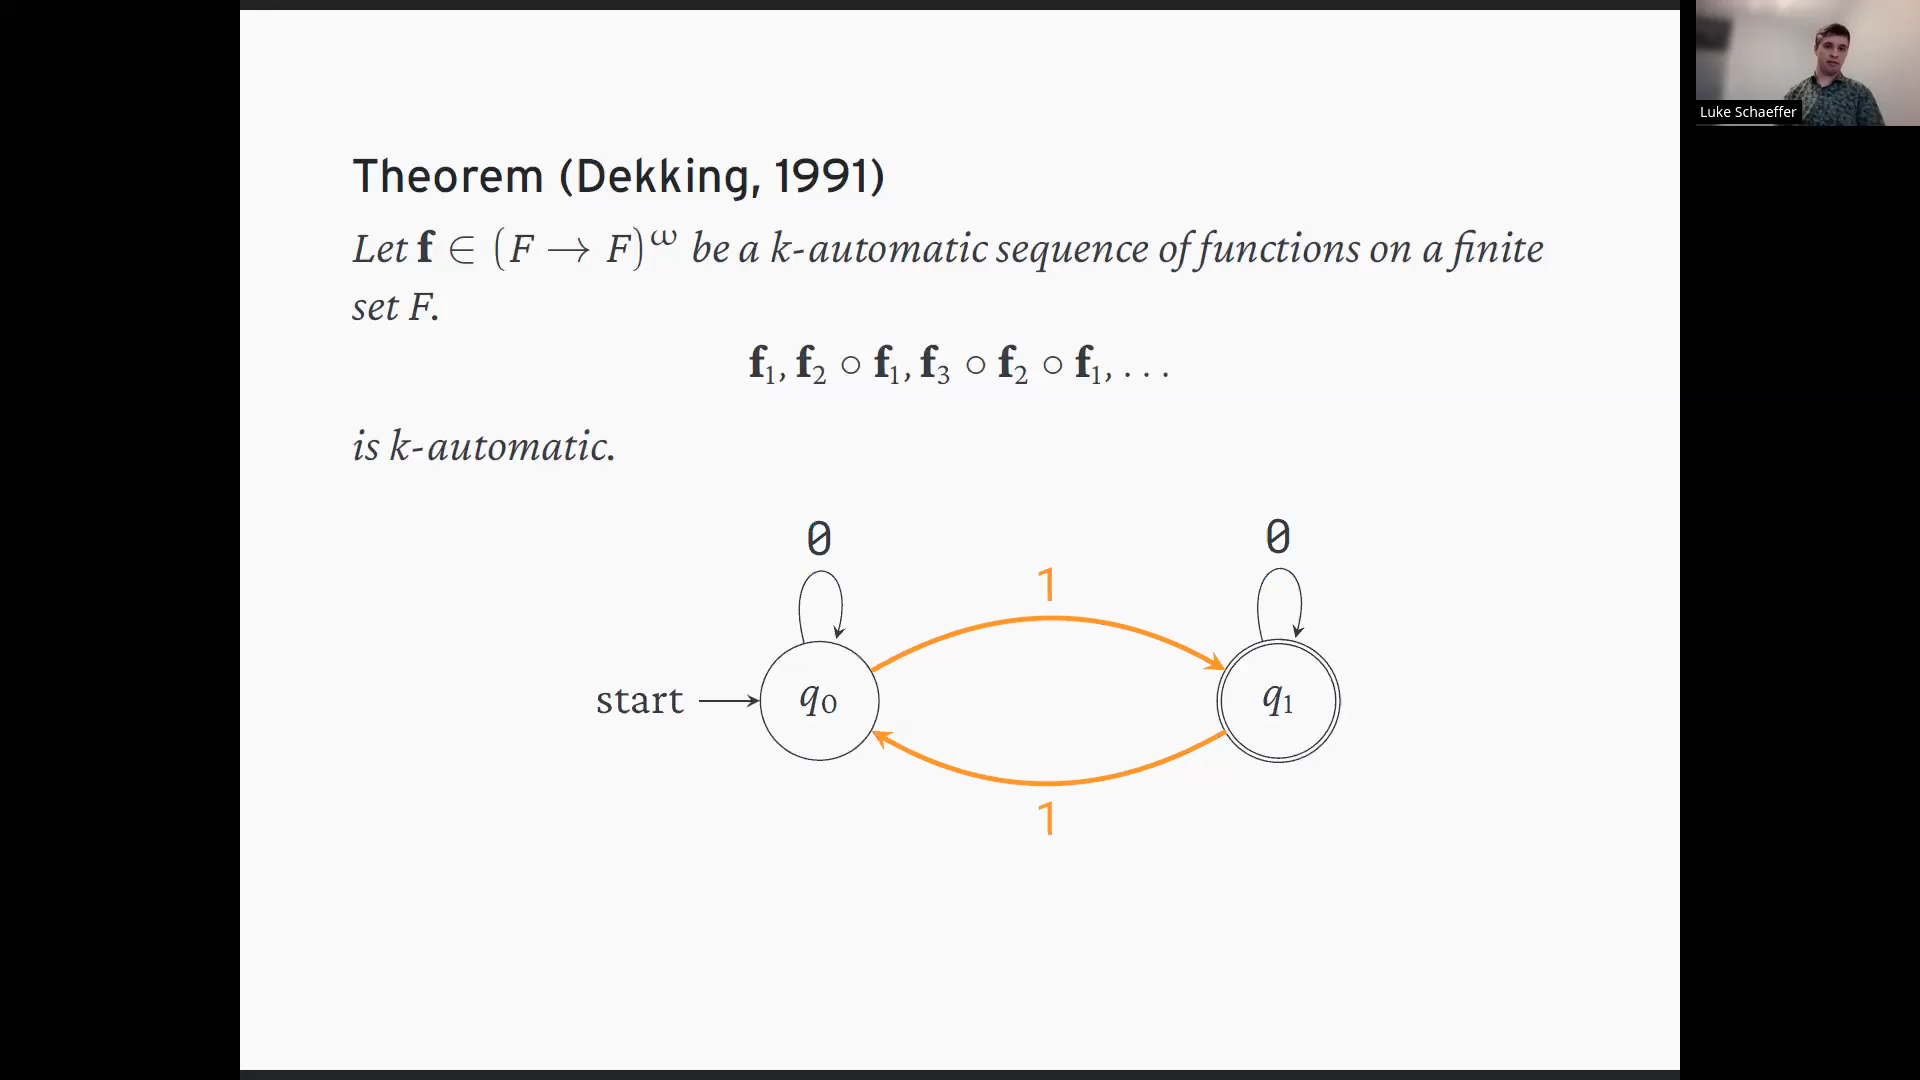 Luke Schaeffer
Theorem (Dekking, 1991)
Let f ∈ (F → F)^ω be a k-automatic sequence of functions on a finite
set F.
f₁, f₂ ∘ f₁, f₃ ∘ f₂ ∘ f₁, . . .
is k-automatic.
0 0
1
start q₀ q₁
1